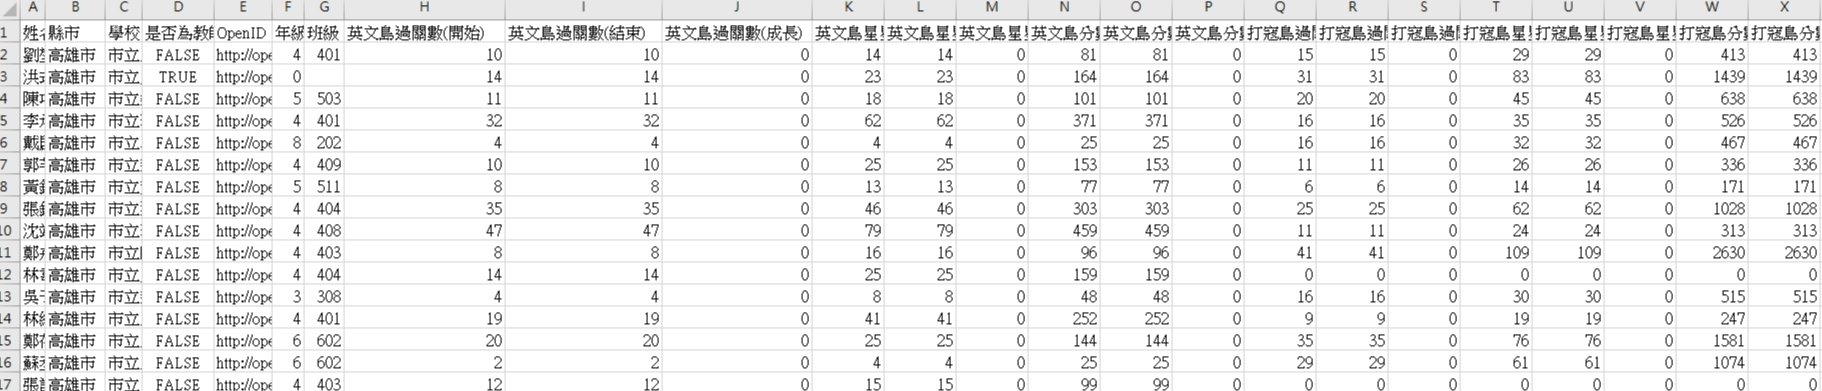 A B C D E F G H I J K L M N O P Q R S T U V W X
1 縣市 學校 是否為教 OpenID 年級 班級 英文島過關數(開始) 英文島過關數(結束) 英文島過關數(成長) 英文島星 英文島星 英文島星 英文島分 英文島分 英文島分 打寇島過 打寇島過 打寇島過 打寇島星 打寇島星 打寇島星 打寇島分 打寇島分
2 劉 高雄市 市立 FALSE http://ope 4 401 10 10 0 14 14 0 81 81 0 15 15 0 29 29 0 413 413
3 洪 高雄市 市立 TRUE http://ope 0 14 14 0 23 23 0 164 164 0 31 31 0 83 83 0 1439 1439
4 陳 高雄市 市立 FALSE http://ope 5 503 11 11 0 18 18 0 101 101 0 20 20 0 45 45 0 638 638
5 李 高雄市 市立 FALSE http://ope 4 401 32 32 0 62 62 0 371 371 0 16 16 0 35 35 0 526 526
6 戴 高雄市 市立 FALSE http://ope 8 202 4 4 0 4 4 0 25 25 0 16 16 0 32 32 0 467 467
7 郭 高雄市 市立 FALSE http://ope 4 409 10 10 0 25 25 0 153 153 0 11 11 0 26 26 0 336 336
8 黃 高雄市 市立 FALSE http://ope 5 511 8 8 0 13 13 0 77 77 0 6 6 0 14 14 0 171 171
9 張 高雄市 市立 FALSE http://ope 4 404 35 35 0 46 46 0 303 303 0 25 25 0 62 62 0 1028 1028
10 沈 高雄市 市立 FALSE http://ope 4 408 47 47 0 79 79 0 459 459 0 11 11 0 24 24 0 313 313
11 鄭 高雄市 市立 FALSE http://ope 4 403 8 8 0 16 16 0 96 96 0 41 41 0 109 109 0 2630 2630
12 林 高雄市 市立 FALSE http://ope 4 404 14 14 0 25 25 0 159 159 0 0 0 0 0 0 0 0 0
13 吳 高雄市 市立 FALSE http://ope 3 308 4 4 0 8 8 0 48 48 0 16 16 0 30 30 0 515 515
14 林 高雄市 市立 FALSE http://ope 4 401 19 19 0 41 41 0 252 252 0 9 9 0 19 19 0 247 247
15 鄭 高雄市 市立 FALSE http://ope 6 602 20 20 0 25 25 0 144 144 0 35 35 0 76 76 0 1581 1581
16 蘇 高雄市 市立 FALSE http://ope 6 602 2 2 0 4 4 0 25 25 0 29 29 0 61 61 0 1074 1074
17 張 高雄市 市立 FALSE http://ope 4 403 12 12 0 15 15 0 99 99 0 0 0 0 0 0 0 0 0